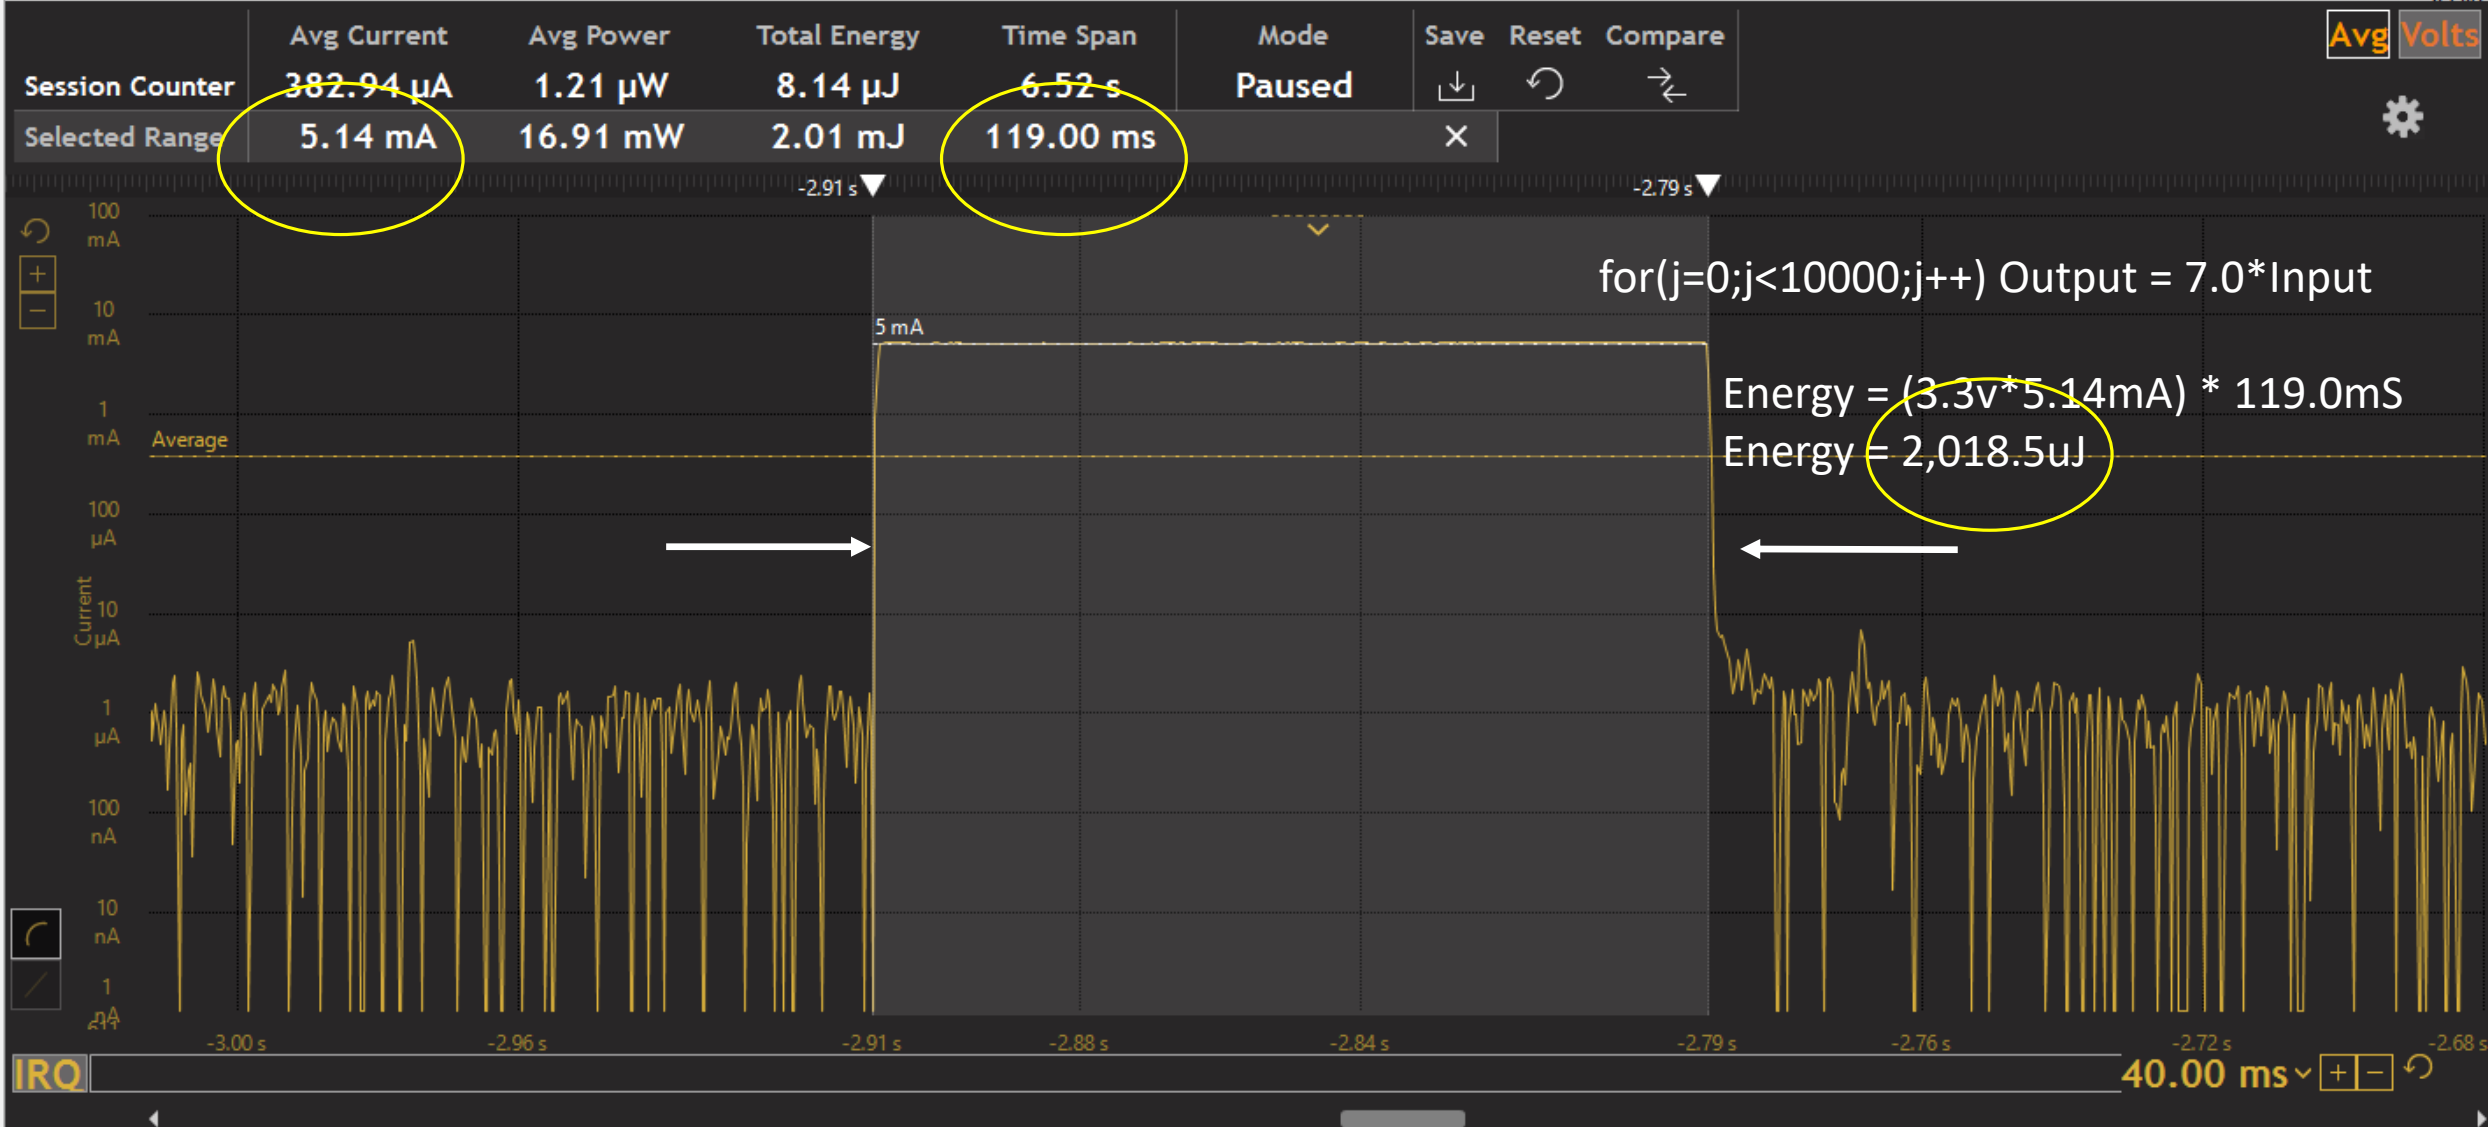 Avg Current Avg Power Total Energy Time Span Mode Save Reset Compare
Avg Volts
Session Counter 382.94 µA 1.21 µW 8.14 µJ 6.52 s Paused
Selected Range 5.14 mA 16.91 mW 2.01 mJ 119.00 ms ×
-2.91 s -2.79 s
100
mA
for(j=0;j<10000;j++) Output = 7.0*Input
10
mA
5 mA
Energy = (3.3v*5.14mA) * 119.0mS
1
mA
Average
Energy = 2,018.5uJ
100
µA
Current
10
µA
1
µA
100
nA
10
nA
1
nA
-3.00 s -2.96 s -2.91 s -2.88 s -2.84 s -2.79 s -2.76 s -2.72 s -2.68 s
IRQ
40.00 ms + −